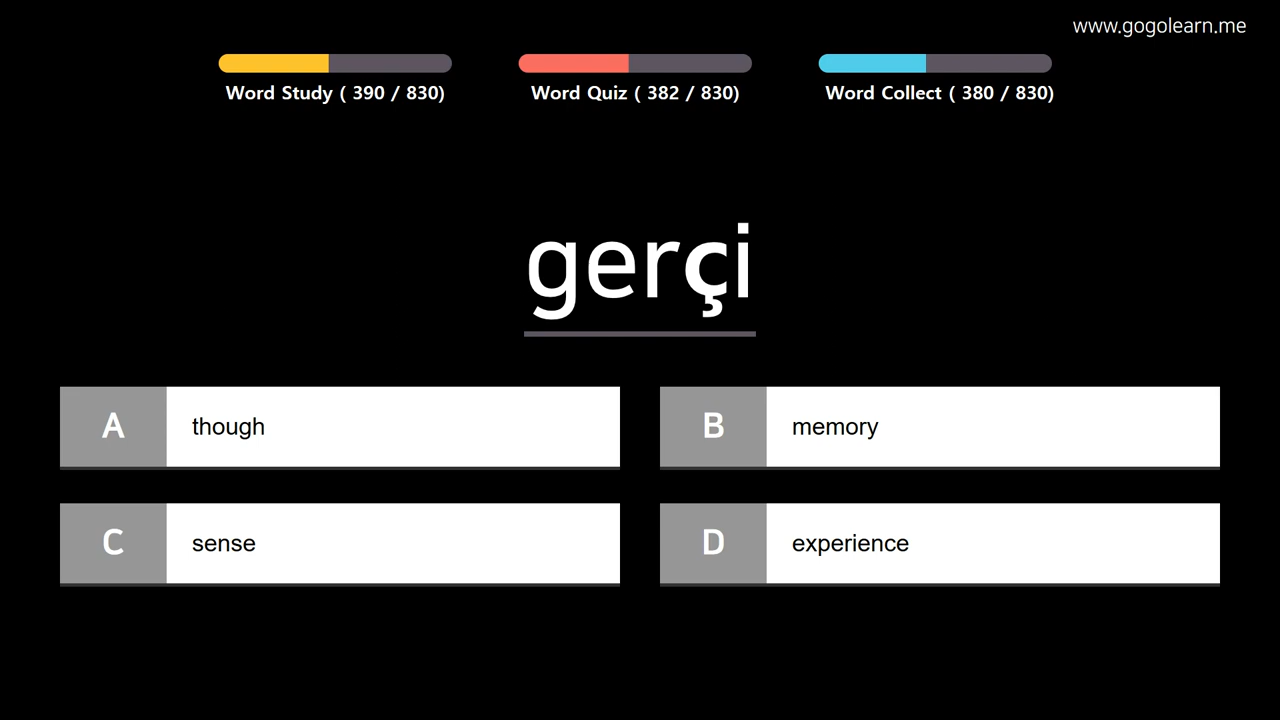 www.gogolearn.me
Word Study ( 390 / 830)
Word Quiz ( 382 / 830)
Word Collect ( 380 / 830)
gerçi
A though
B memory
C sense
D experience